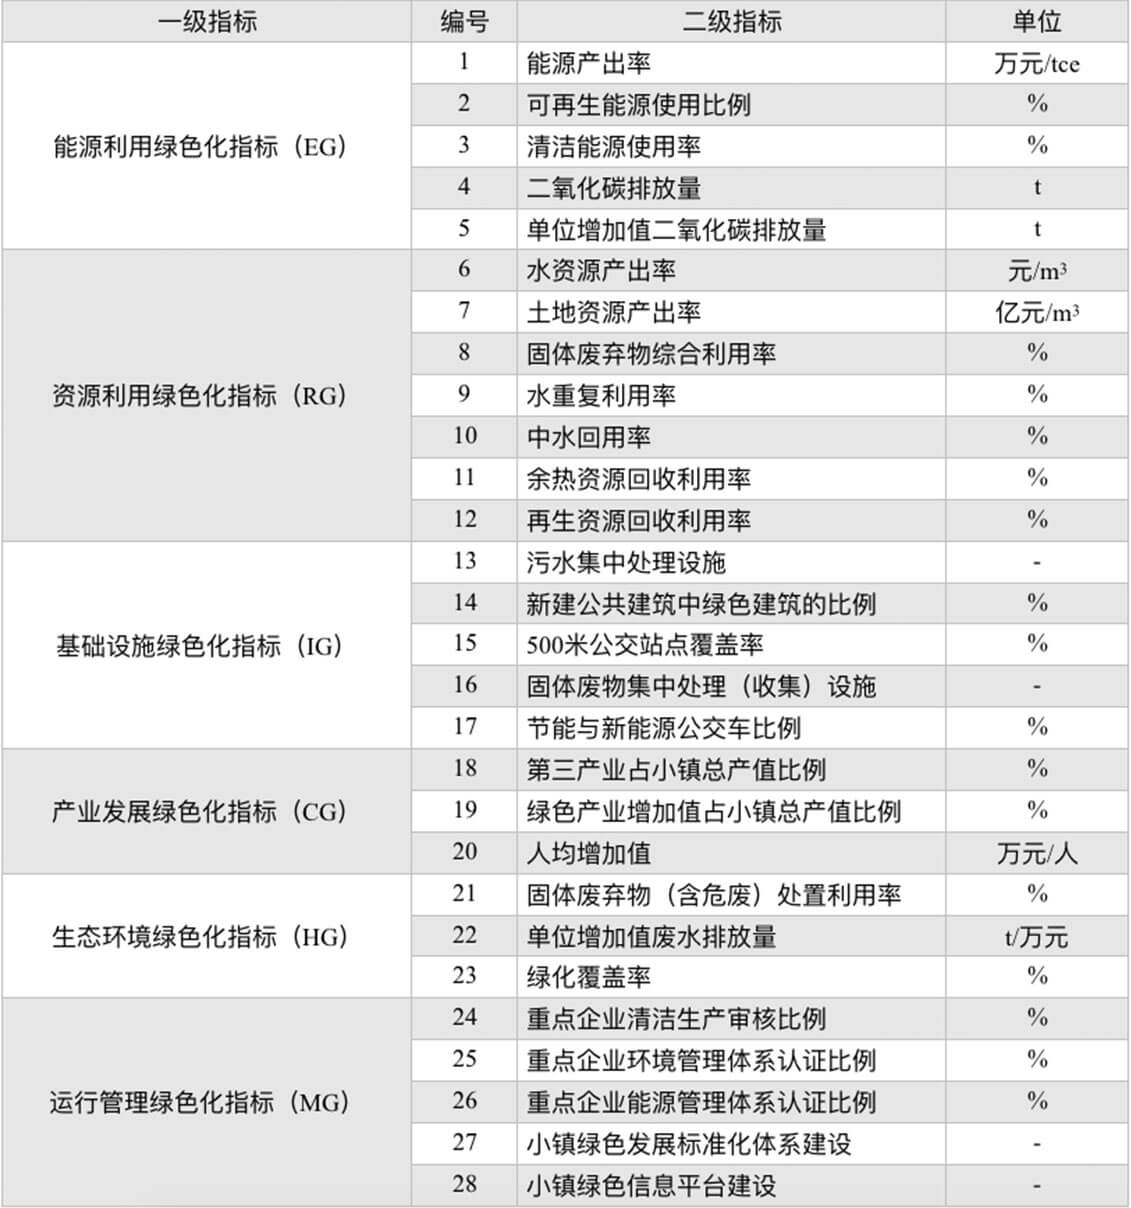 一级指标 编号 二级指标 单位
能源利用绿色化指标（EG）
1 能源产出率 万元/tce
2 可再生能源使用比例 %
3 清洁能源使用率 %
4 二氧化碳排放量 t
5 单位增加值二氧化碳排放量 t
资源利用绿色化指标（RG）
6 水资源产出率 元/m³
7 土地资源产出率 亿元/m³
8 固体废弃物综合利用率 %
9 水重复利用率 %
10 中水回用率 %
11 余热资源回收利用率 %
12 再生资源回收利用率 %
基础设施绿色化指标（IG）
13 污水集中处理设施 -
14 新建公共建筑中绿色建筑的比例 %
15 500米公交站点覆盖率 %
16 固体废物集中处理（收集）设施 -
17 节能与新能源公交车比例 %
产业发展绿色化指标（CG）
18 第三产业占小镇总产值比例 %
19 绿色产业增加值占小镇总产值比例 %
20 人均增加值 万元/人
生态环境绿色化指标（HG）
21 固体废弃物（含危废）处置利用率 %
22 单位增加值废水排放量 t/万元
23 绿化覆盖率 %
运行管理绿色化指标（MG）
24 重点企业清洁生产审核比例 %
25 重点企业环境管理体系认证比例 %
26 重点企业能源管理体系认证比例 %
27 小镇绿色发展标准化体系建设 -
28 小镇绿色信息平台建设 -